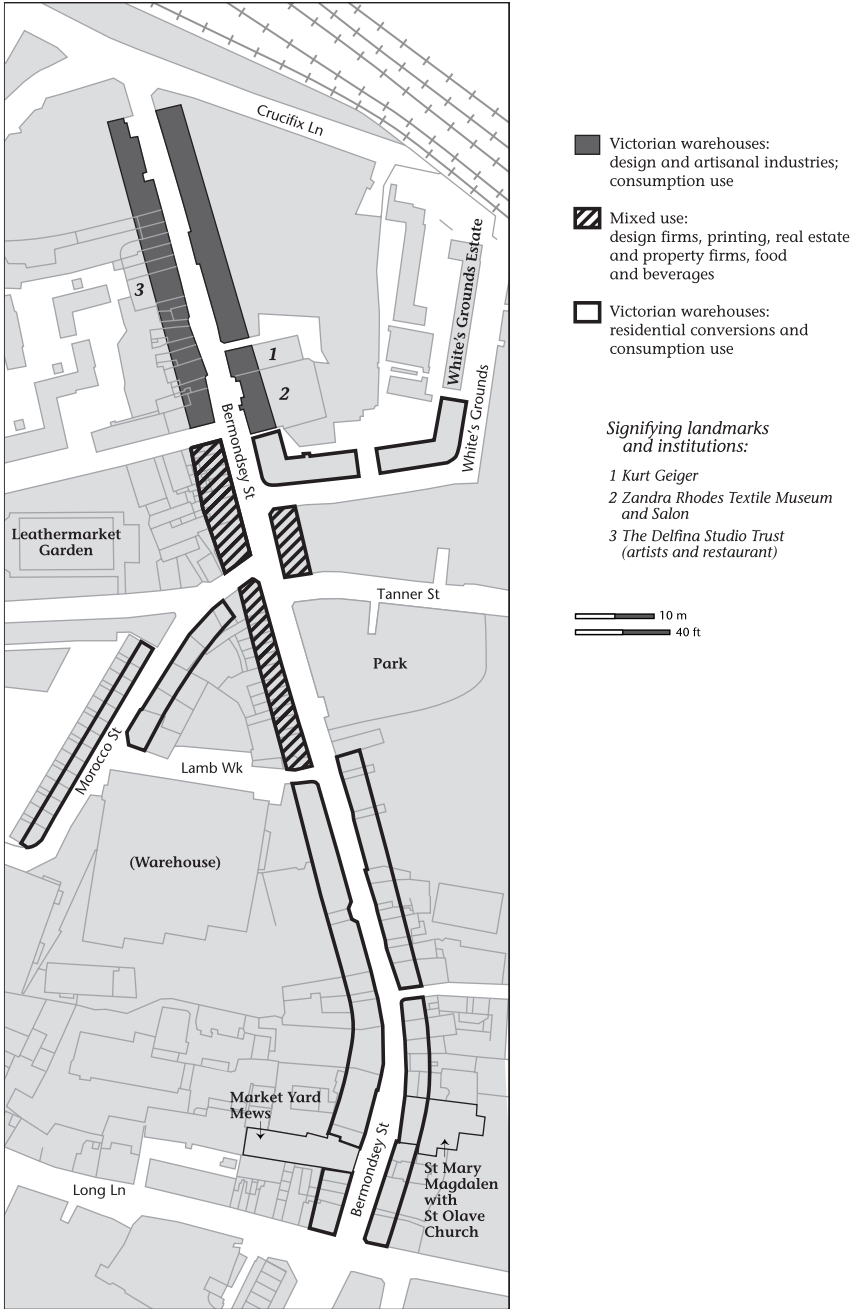 Crucifix Ln
White's Grounds Estate
3
1
2
White's Grounds
Bermondsey St
Leathermarket
Garden
Tanner St
Park
Morocco St
Lamb Wk
(Warehouse)
Market Yard
Mews
Bermondsey St
St Mary
Magdalen
with
St Olave
Church
Long Ln
Victorian warehouses:
design and artisanal industries;
consumption use
Mixed use:
design firms, printing, real estate
and property firms, food
and beverages
Victorian warehouses:
residential conversions and
consumption use
Signifying landmarks
and institutions:
1 Kurt Geiger
2 Zandra Rhodes Textile Museum
and Salon
3 The Delfina Studio Trust
(artists and restaurant)
10 m
40 ft